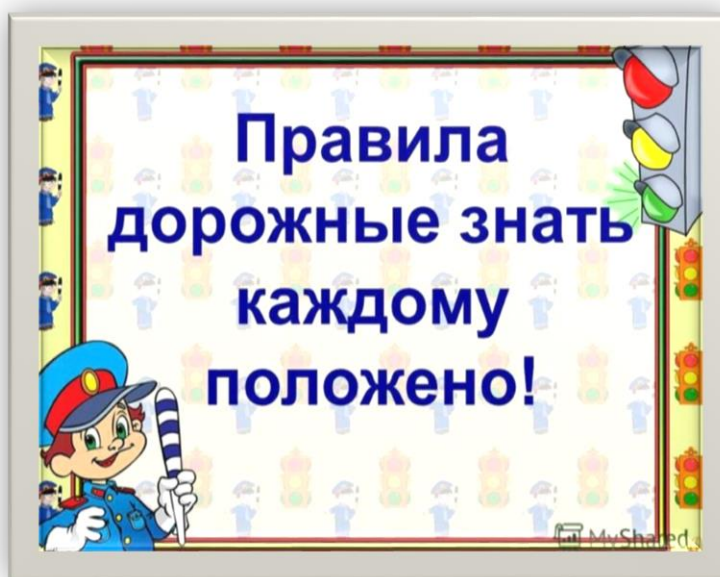 Правила
дорожные знать
каждому
положено!
MyShared